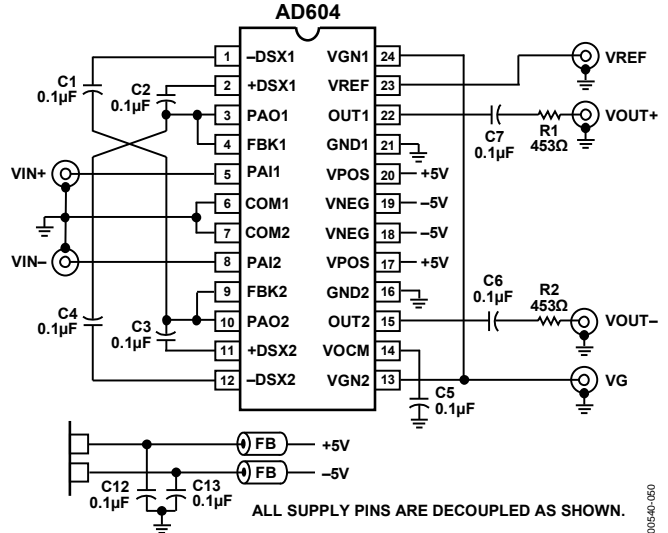 AD604
C1
0.1µF
C2
0.1µF
1 –DSX1 VGN1 24
2 +DSX1 VREF 23
3 PAO1 OUT1 22
4 FBK1 GND1 21
5 PAI1 VPOS 20 +5V
6 COM1 VNEG 19 –5V
7 COM2 VNEG 18 –5V
8 PAI2 VPOS 17 +5V
9 FBK2 GND2 16
10 PAO2 OUT2 15
11 +DSX2 VOCM 14
12 –DSX2 VGN2 13
VREF
VOUT+
C7
0.1µF
R1
453Ω
VIN+
VIN–
C4
0.1µF
C3
0.1µF
C6
0.1µF
R2
453Ω
VOUT–
VG
C5
0.1µF
FB +5V
FB –5V
C12
0.1µF
C13
0.1µF
ALL SUPPLY PINS ARE DECOUPLED AS SHOWN.
00540-050